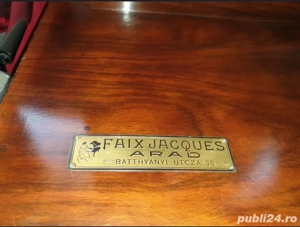 FAIX JACQUES
ARAD
BATTHYANYI UTCZA 35
publi24.ro